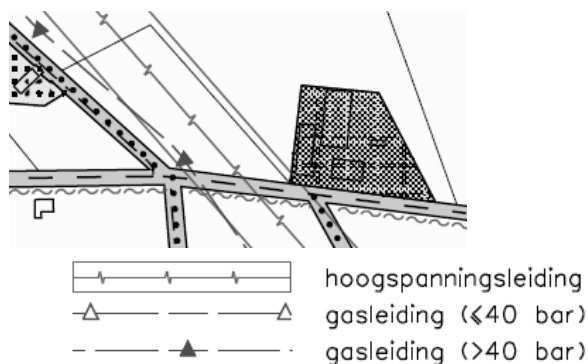 hoogspanningsleiding
gasleiding (≤40 bar)
gasleiding (>40 bar)